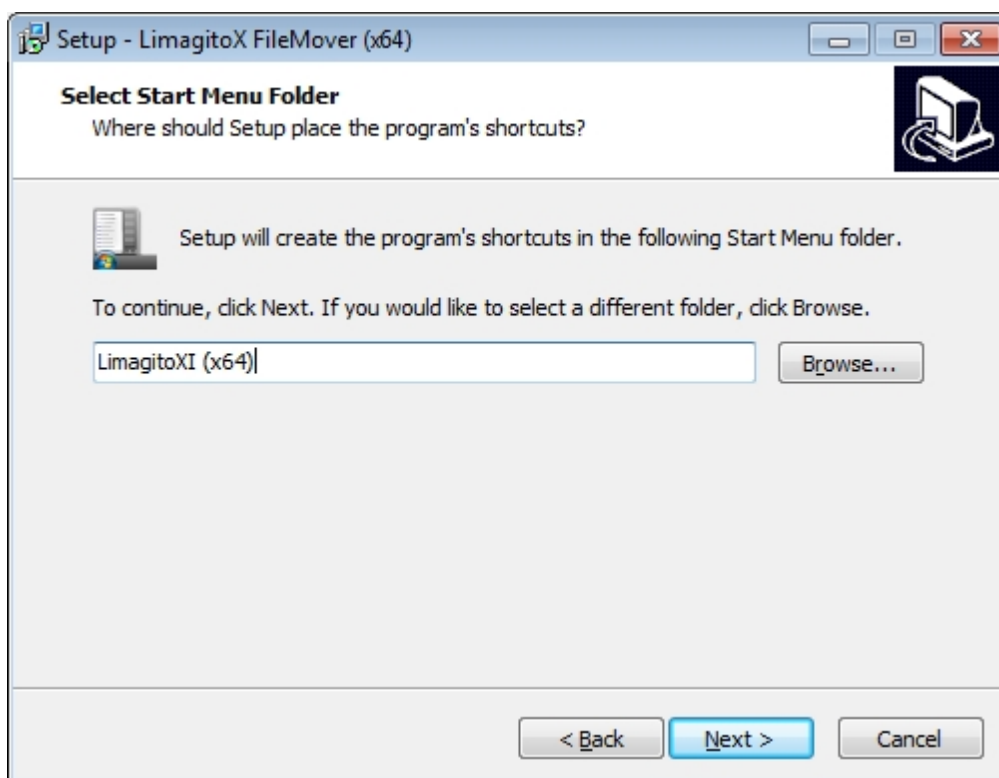 Setup - LimagitoX FileMover (x64)
Select Start Menu Folder
Where should Setup place the program's shortcuts?
Setup will create the program's shortcuts in the following Start Menu folder.
To continue, click Next. If you would like to select a different folder, click Browse.
LimagitoXI (x64)
Browse...
< Back
Next >
Cancel